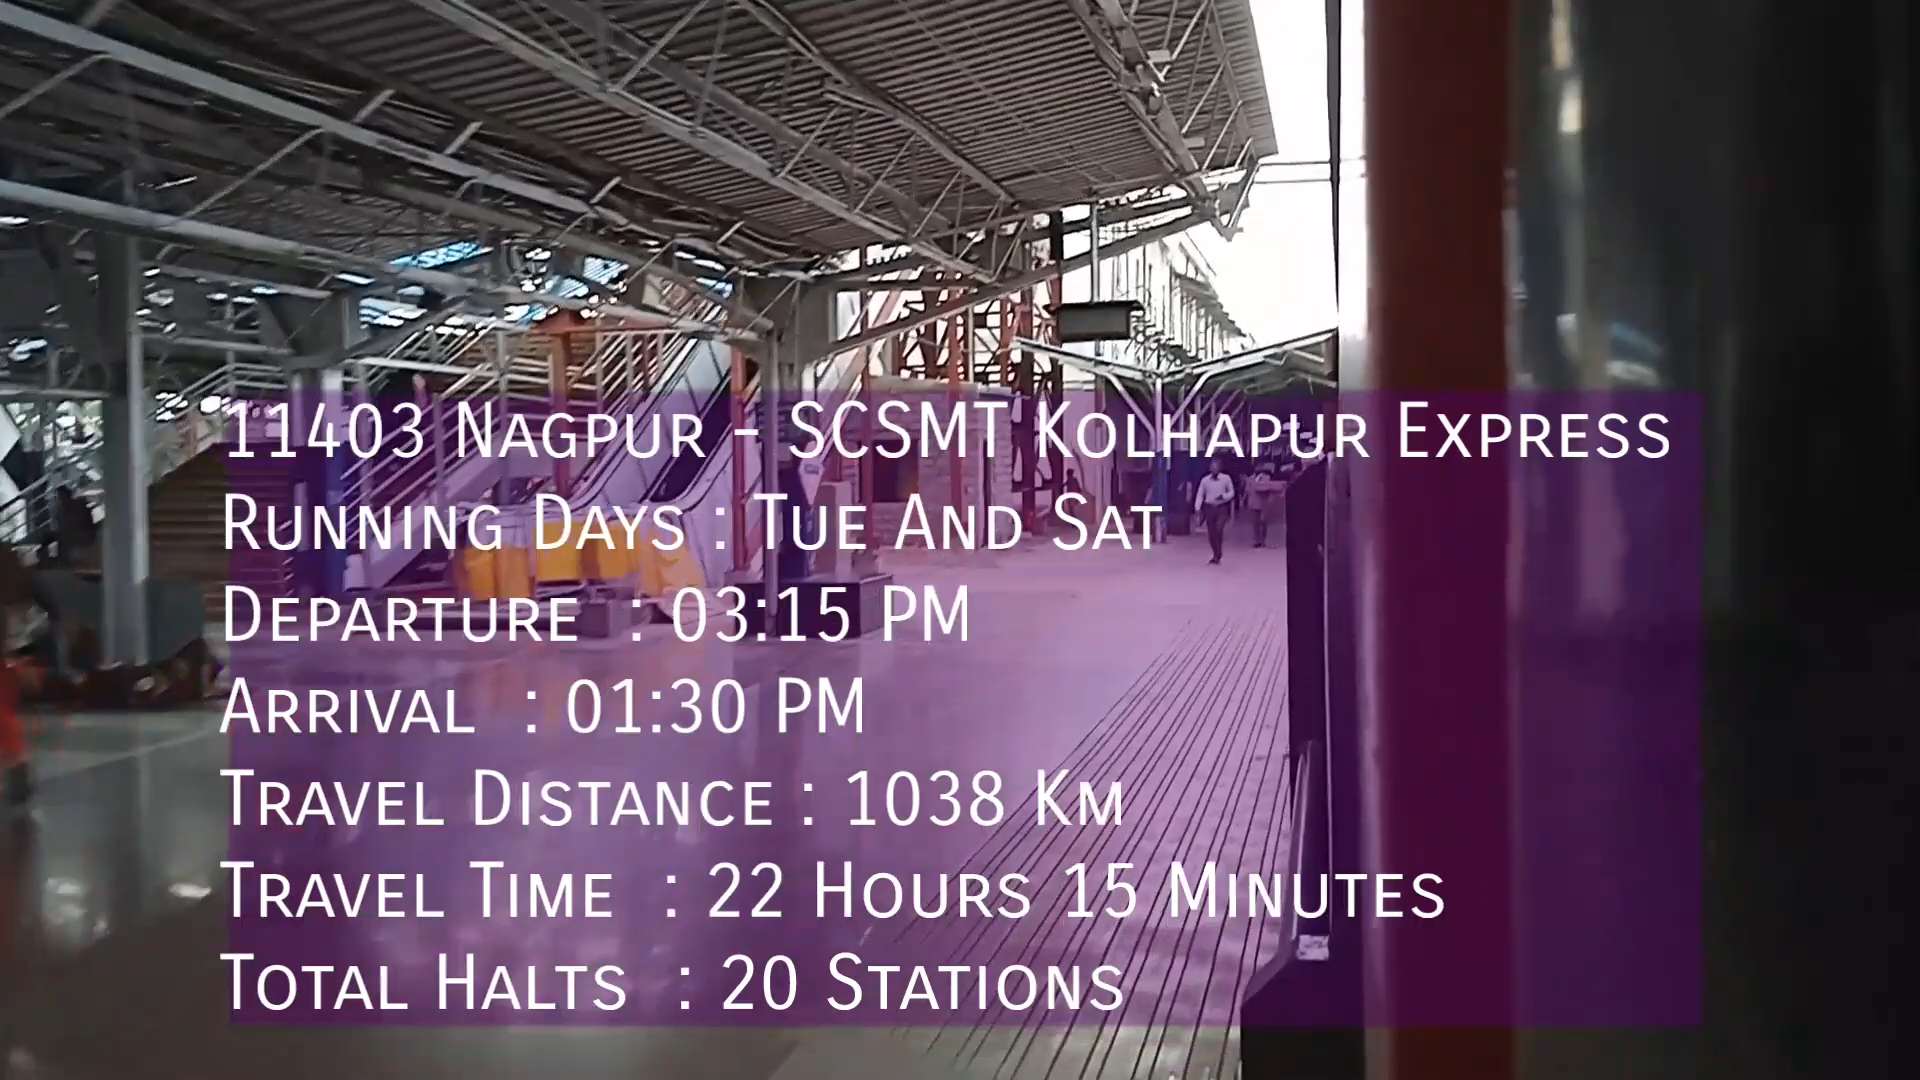 11403 Nagpur - SCSMT Kolhapur Express
Running Days : Tue And Sat
Departure : 03:15 PM
Arrival : 01:30 PM
Travel Distance : 1038 Km
Travel Time : 22 Hours 15 Minutes
Total Halts : 20 Stations